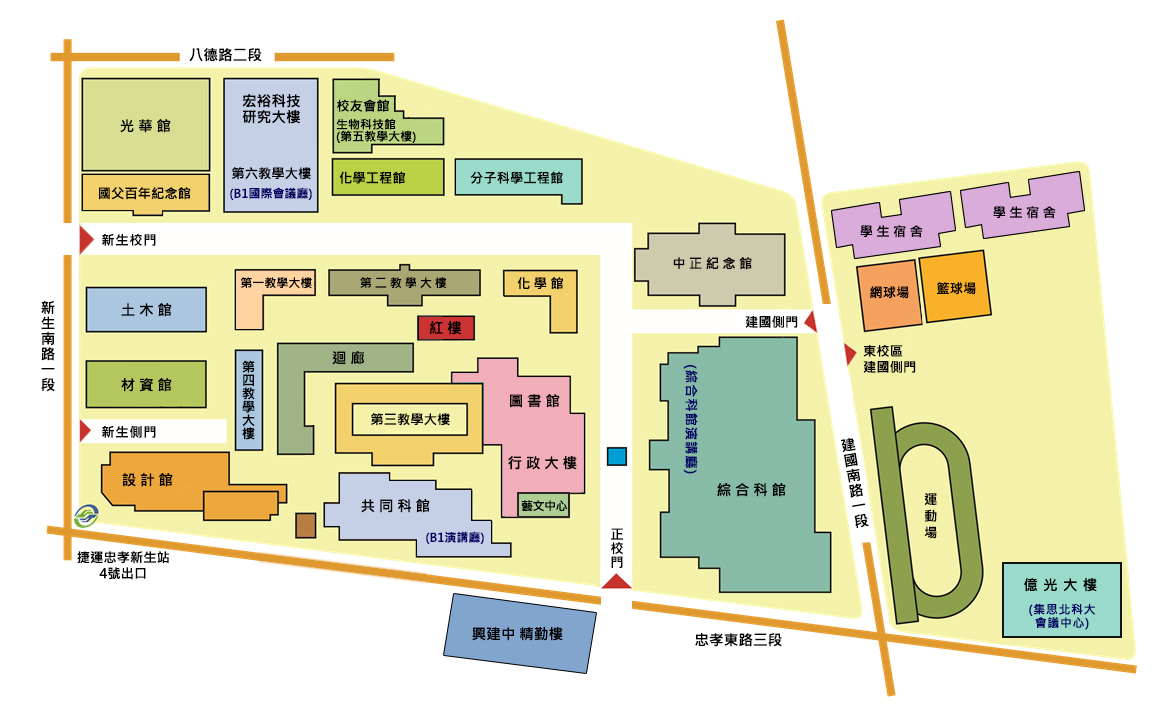 八德路二段
光華館
宏裕科技
研究大樓
第六教學大樓
(B1國際會議廳)
校友會館
生物科技館
(第五教學大樓)
國父百年紀念館
化學工程館
分子科學工程館
學生宿舍
學生宿舍
新生校門
中正紀念館
網球場
籃球場
新生南路一段
土木館
第一教學大樓
第二教學大樓
化學館
紅樓
建國側門
東校區
建國側門
迴廊
材資館
第四教學大樓
第三教學大樓
圖書館
行政大樓
藝文中心
新生側門
設計館
共同科館
(B1演講廳)
(綜合科館演講廳)
綜合科館
建國南路一段
運動場
正校門
捷運忠孝新生站
4號出口
興建中 精勤樓
忠孝東路三段
億光大樓
(集思北科大
會議中心)